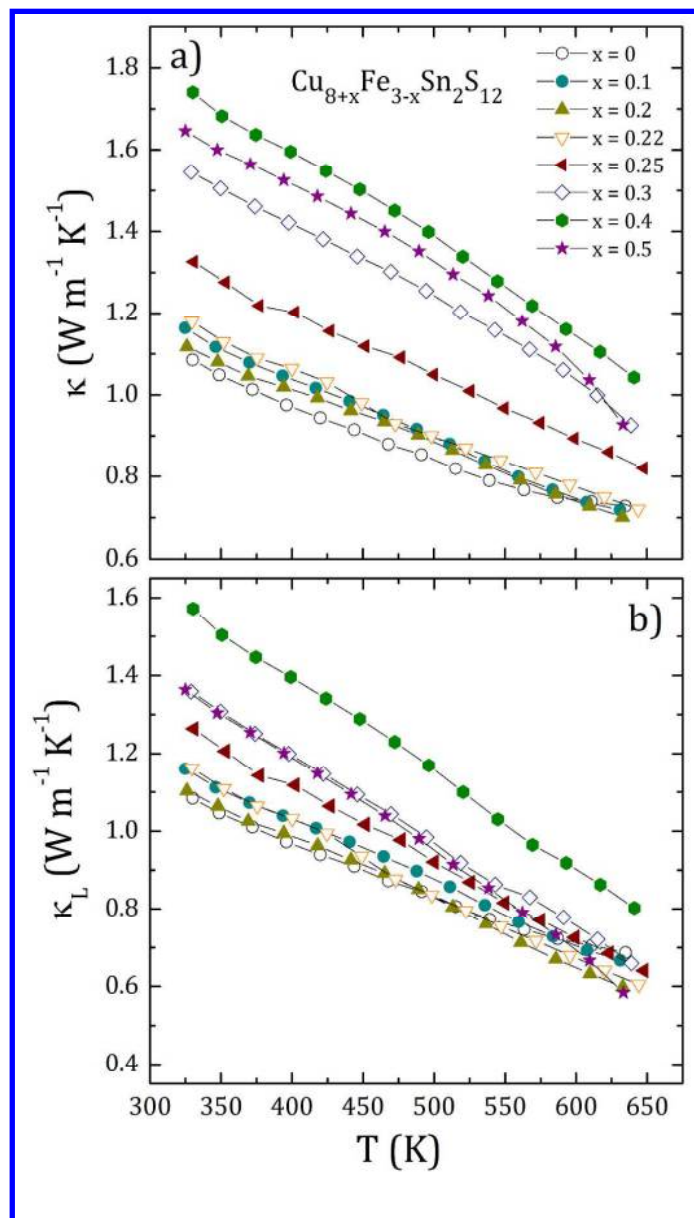 a)
Cu8+xFe3-xSn2S12
x = 0
x = 0.1
x = 0.2
x = 0.22
x = 0.25
x = 0.3
x = 0.4
x = 0.5
1.8
1.6
1.4
1.2
1.0
0.8
0.6
κ (W m-1 K-1)
b)
1.6
1.4
1.2
1.0
0.8
0.6
0.4
κL (W m-1 K-1)
300 350 400 450 500 550 600 650
T (K)